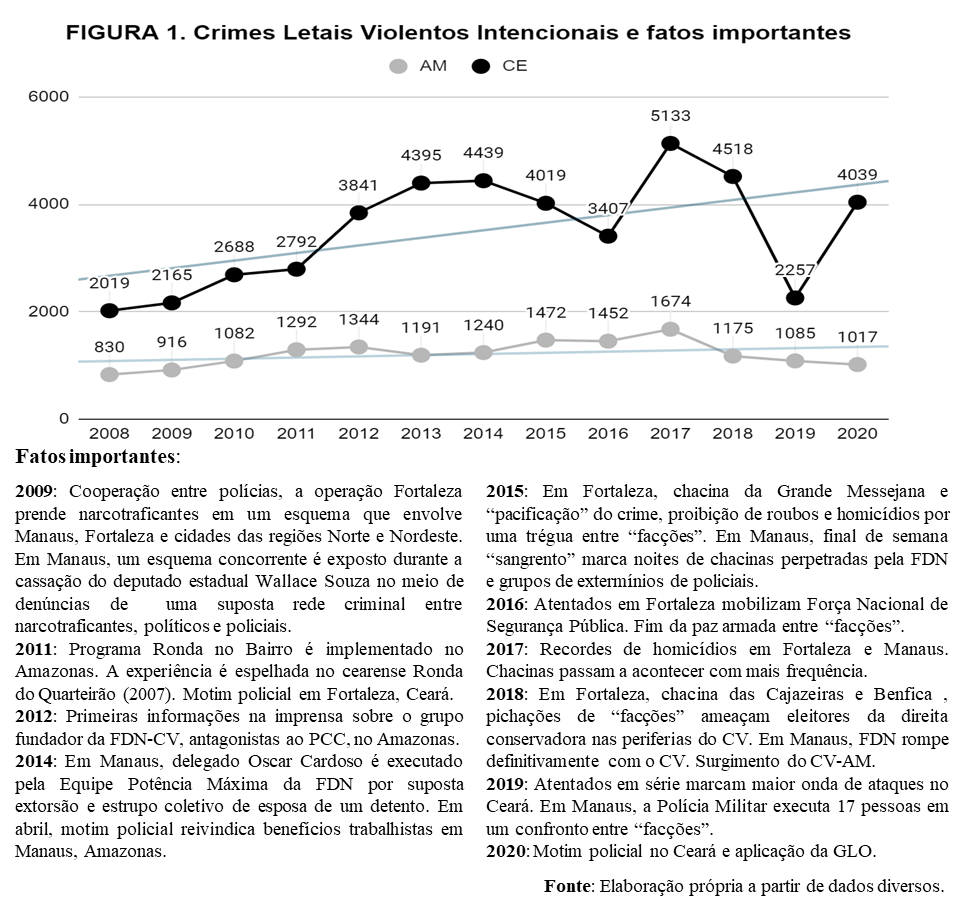 FIGURA 1. Crimes Letais Violentos Intencionais e fatos importantes
AM CE
6000
4000
2000
0
2019 2165 2688 2792 3841 4395 4439 4019 3407 5133 4518 2257 4039
830 916 1082 1292 1344 1191 1240 1472 1452 1674 1175 1085 1017
2008 2009 2010 2011 2012 2013 2014 2015 2016 2017 2018 2019 2020
Fatos importantes:
2009: Cooperação entre polícias, a operação Fortaleza
prende narcotraficantes em um esquema que envolve
Manaus, Fortaleza e cidades das regiões Norte e Nordeste.
Em Manaus, um esquema concorrente é exposto durante a
cassação do deputado estadual Wallace Souza no meio de
denúncias de uma suposta rede criminal entre
narcotraficantes, políticos e policiais.
2011: Programa Ronda no Bairro é implementado no
Amazonas. A experiência é espelhada no cearense Ronda
do Quarteirão (2007). Motim policial em Fortaleza, Ceará.
2012: Primeiras informações na imprensa sobre o grupo
fundador da FDN-CV, antagonistas ao PCC, no Amazonas.
2014: Em Manaus, delegado Oscar Cardoso é executado
pela Equipe Potência Máxima da FDN por suposta
extorsão e estrupo coletivo de esposa de um detento. Em
abril, motim policial reivindica benefícios trabalhistas em
Manaus, Amazonas.
2015: Em Fortaleza, chacina da Grande Messejana e
“pacificação” do crime, proibição de roubos e homicídios por
uma trégua entre “facções”. Em Manaus, final de semana
“sangrento” marca noites de chacinas perpetradas pela FDN
e grupos de extermínios de policiais.
2016: Atentados em Fortaleza mobilizam Força Nacional de
Segurança Pública. Fim da paz armada entre “facções”.
2017: Recordes de homicídios em Fortaleza e Manaus.
Chacinas passam a acontecer com mais frequência.
2018: Em Fortaleza, chacina das Cajazeiras e Benfica ,
pichações de “facções” ameaçam eleitores da direita
conservadora nas periferias do CV. Em Manaus, FDN rompe
definitivamente com o CV. Surgimento do CV-AM.
2019: Atentados em série marcam maior onda de ataques no
Ceará. Em Manaus, a Polícia Militar executa 17 pessoas em
um confronto entre “facções”.
2020: Motim policial no Ceará e aplicação da GLO.
Fonte: Elaboração própria a partir de dados diversos.